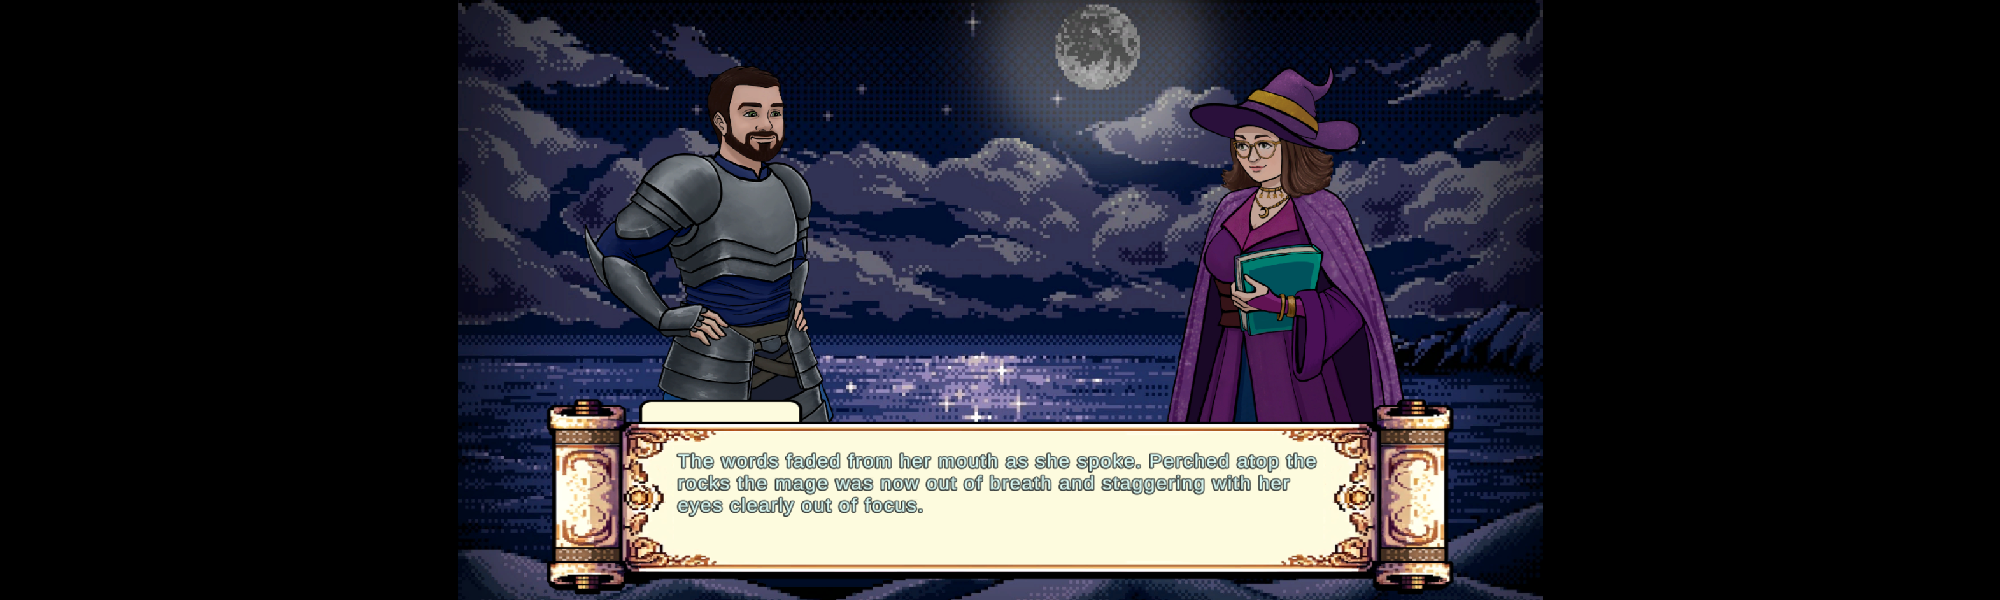 The words faded from her mouth as she spoke. Perched atop the
rocks the mage was now out of breath and staggering with her
eyes clearly out of focus.